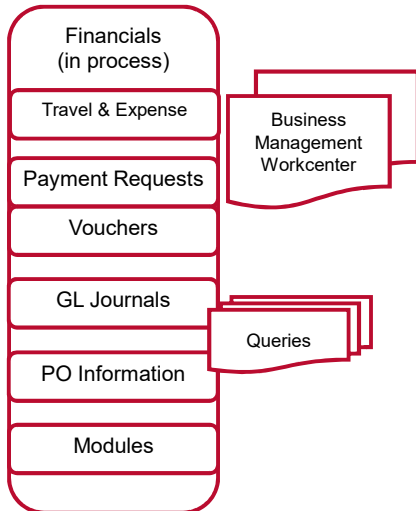 Financials
(in process)
Travel & Expense
Payment Requests
Vouchers
GL Journals
PO Information
Modules
Business
Management
Workcenter
Queries